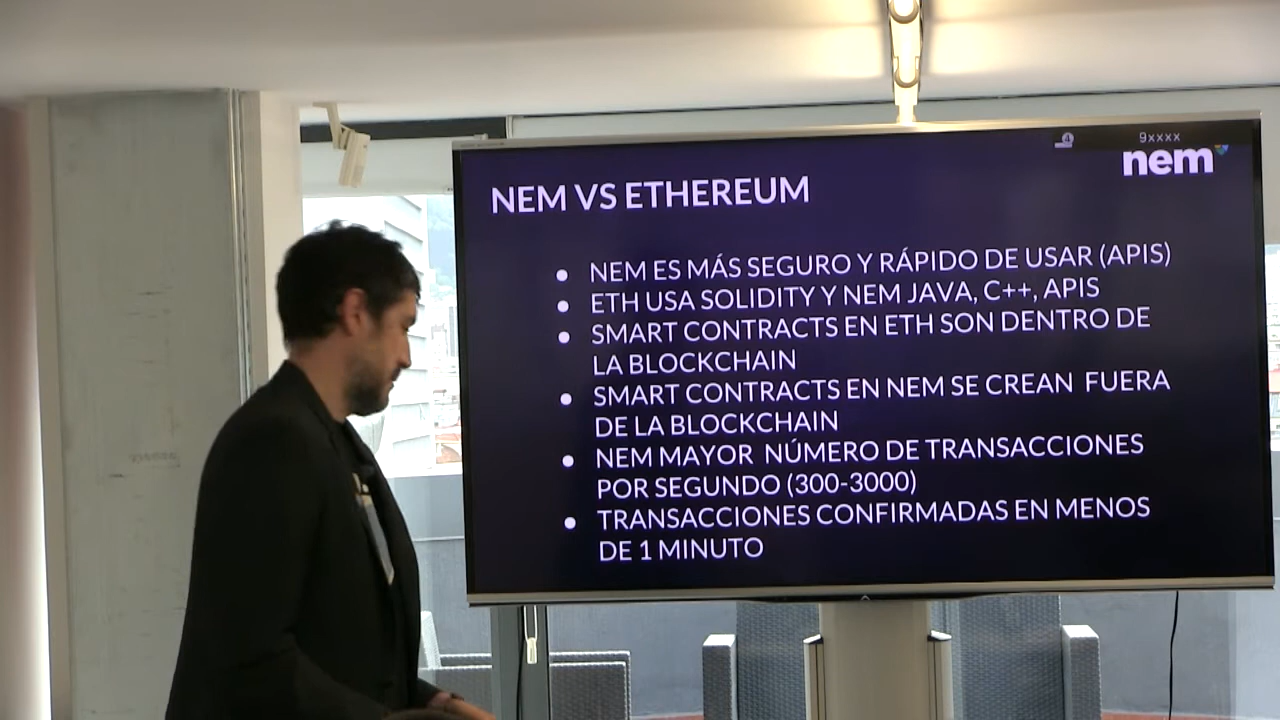 9xxxx
nem
NEM VS ETHEREUM
NEM ES MÁS SEGURO Y RÁPIDO DE USAR (APIS)
ETH USA SOLIDITY Y NEM JAVA, C++, APIS
SMART CONTRACTS EN ETH SON DENTRO DE
LA BLOCKCHAIN
SMART CONTRACTS EN NEM SE CREAN FUERA
DE LA BLOCKCHAIN
NEM MAYOR NÚMERO DE TRANSACCIONES
POR SEGUNDO (300-3000)
TRANSACCIONES CONFIRMADAS EN MENOS
DE 1 MINUTO